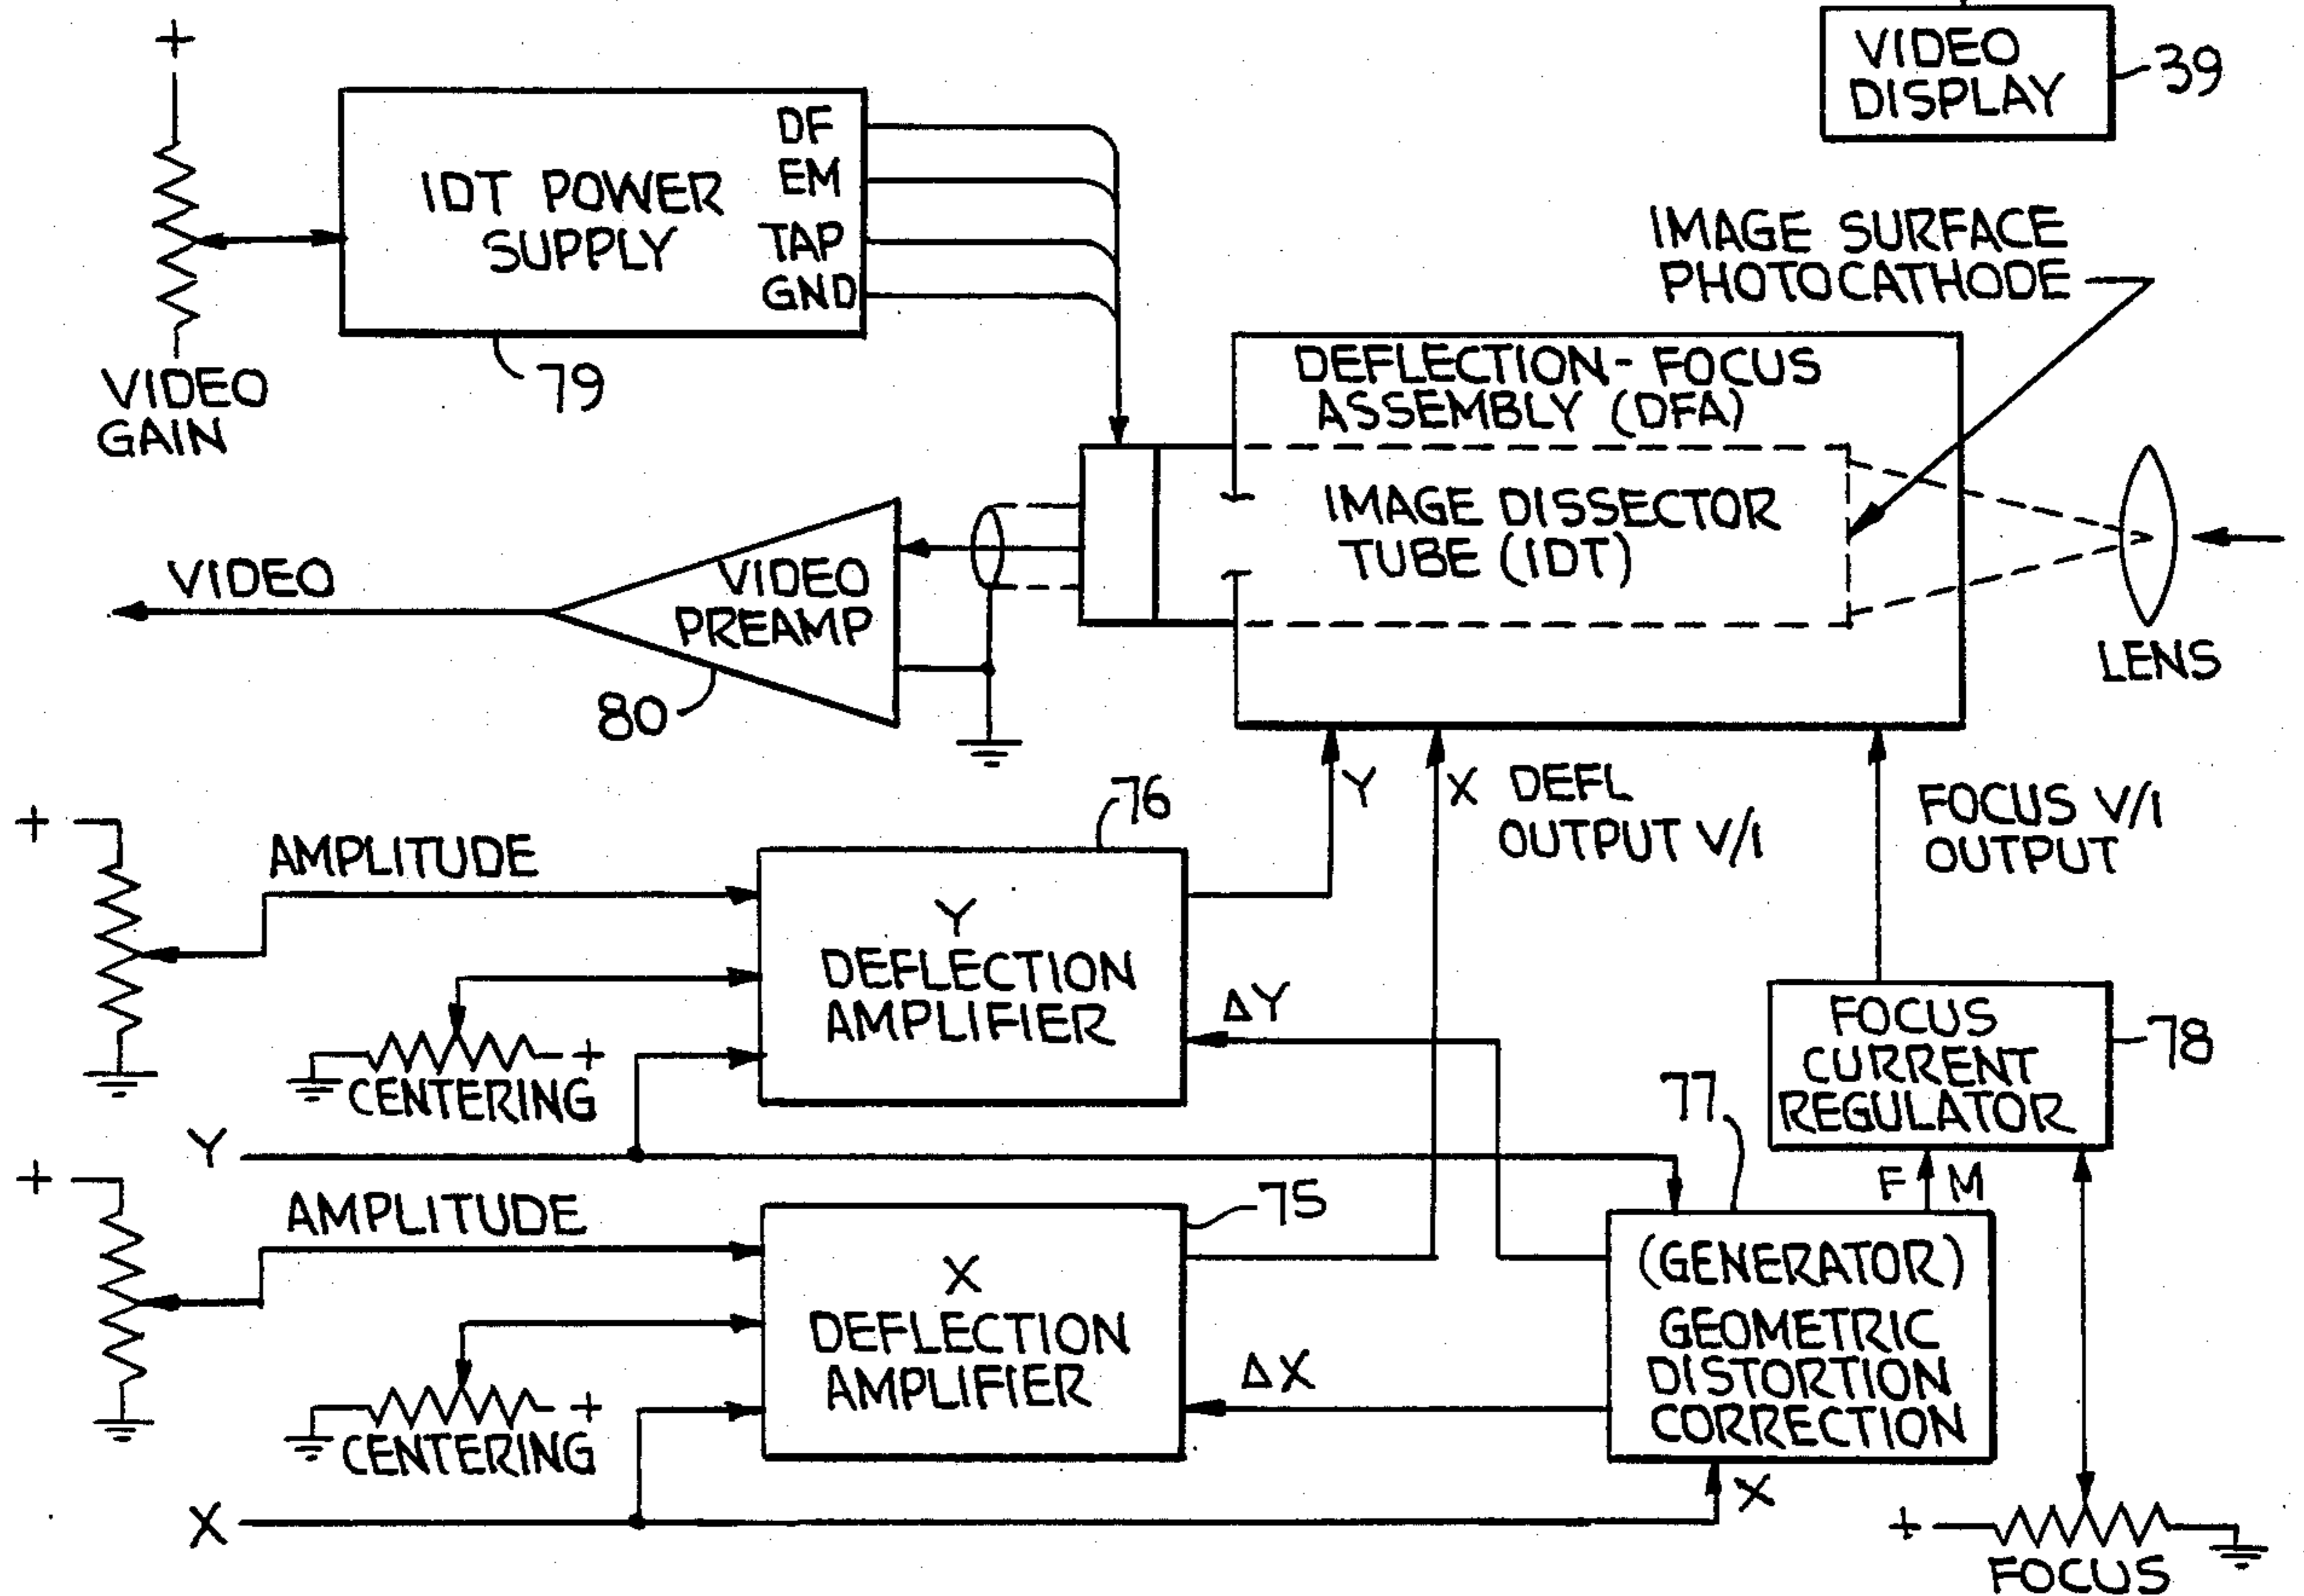 +
VIDEO
DISPLAY
39
DF
EM
TAP
GND
IDT POWER
SUPPLY
79
VIDEO
GAIN
IMAGE SURFACE
PHOTOCATHODE
DEFLECTION- FOCUS
ASSEMBLY (DFA)
IMAGE DISSECTOR
TUBE (IDT)
LENS
VIDEO
VIDEO
PREAMP
80
Y
X
DEFL
OUTPUT V/I
FOCUS V/I
OUTPUT
76
+
AMPLITUDE
Y
DEFLECTION
AMPLIFIER
ΔY
+
CENTERING
FOCUS
CURRENT
REGULATOR
78
77
Y
F M
+
AMPLITUDE
75
X
DEFLECTION
AMPLIFIER
ΔX
(GENERATOR)
GEOMETRIC
DISTORTION
CORRECTION
+
CENTERING
X
X
+
FOCUS